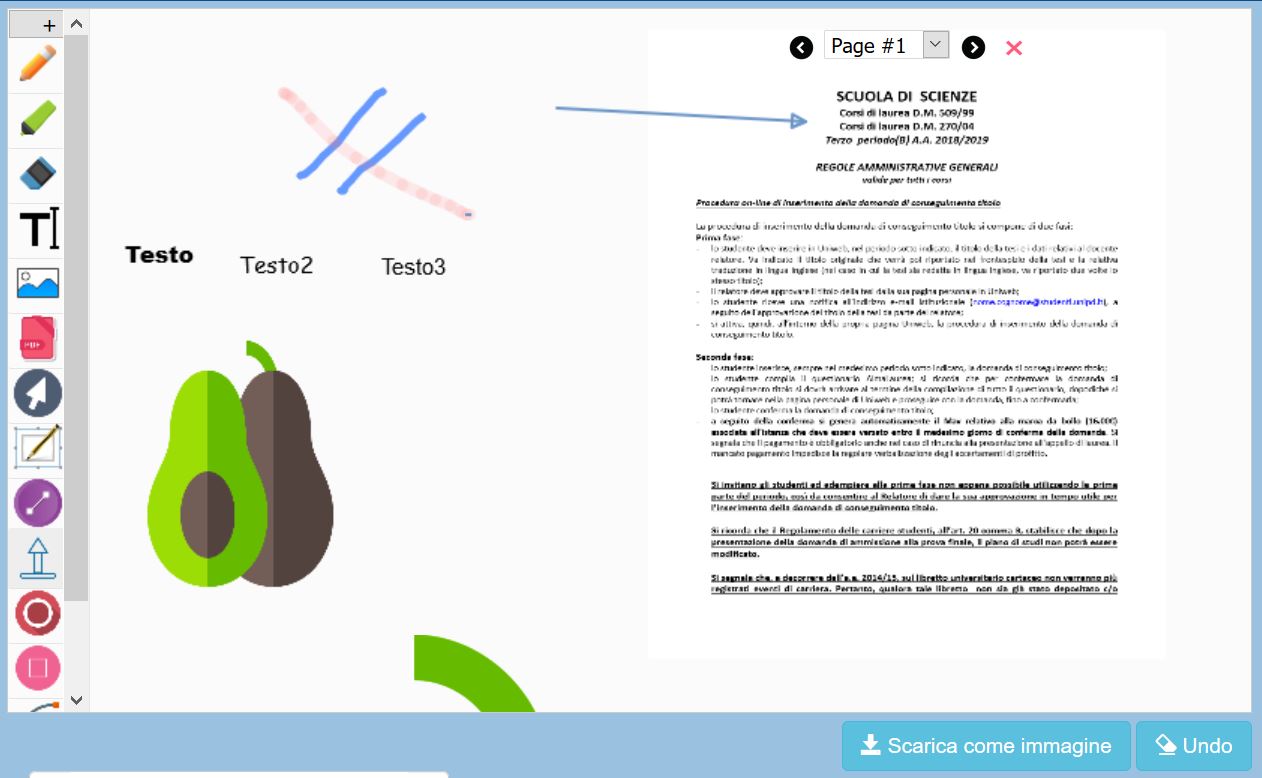 +
Page #1
SCUOLA DI SCIENZE
Corsi di laurea D.M. 509/99
Corsi di laurea D.M. 270/04
Terzo periodo(B) A.A. 2018/2019
REGOLE AMMINISTRATIVE GENERALI
valide per tutti i corsi
Procedura on-line di inserimento della domanda di conseguimento titolo
La procedura di inserimento della domanda di conseguimento titolo si compone di due fasi:
Prima fase:
- lo studente deve inserire in Uniweb, nel periodo sotto indicato, il titolo della tesi e i dati relativi al docente
relatore. Va indicato il titolo originale che verrà poi riportato nel frontespizio della tesi e la relativa
traduzione in lingua inglese (nel caso in cui la tesi sia redatta in lingua inglese, va riportato due volte lo
stesso titolo);
- il relatore deve approvare il titolo della tesi dalla sua pagina personale in Uniweb;
- lo studente riceve una notifica all'indirizzo e-mail istituzionale (nome.cognome@studenti.unipd.it), a
seguito dell'approvazione del titolo della tesi da parte del relatore;
- si attiva, quindi, all'interno della propria pagina Uniweb, la procedura di inserimento della domanda di
conseguimento titolo.
Seconda fase:
- lo studente inserisce, sempre nel medesimo periodo sotto indicato, la domanda di conseguimento titolo;
- lo studente compila il questionario AlmaLaurea; si ricorda che per confermare la domanda di
conseguimento titolo si dovrà arrivare al termine della compilazione di tutto il questionario, dopodiché si
potrà tornare nella pagina personale di Uniweb e proseguire con la domanda, fino a confermarla;
- lo studente conferma la domanda di conseguimento titolo;
- a seguito della conferma si genera automaticamente il Mav relativo alla marca da bollo (16.00€)
associata all'istanza che deve essere versato entro il medesimo giorno di conferma della domanda. Si
segnala che il pagamento è obbligatorio anche nel caso di rinuncia alla presentazione all'appello di laurea. Il
mancato pagamento impedisce la regolare verbalizzazione degli accertamenti di profitto.
Si invitano gli studenti ad adempiere alla prima fase non appena possibile utilizzando la prima
parte del periodo, così da consentire al Relatore di dare la sua approvazione in tempo utile per
l'inserimento della domanda di conseguimento titolo.
Si ricorda che il Regolamento delle carriere studenti, all'art. 20 comma 9, stabilisce che dopo la
presentazione della domanda di ammissione alla prova finale, il piano di studi non potrà essere
modificato.
Si segnala che, a decorrere dall'a.a. 2014/15, sul libretto universitario cartaceo non verranno più
registrati eventi di carriera. Pertanto, qualora tale libretto non sia già stato depositato c/o
Testo
Testo2
Testo3
T
PDF
Scarica come immagine
Undo